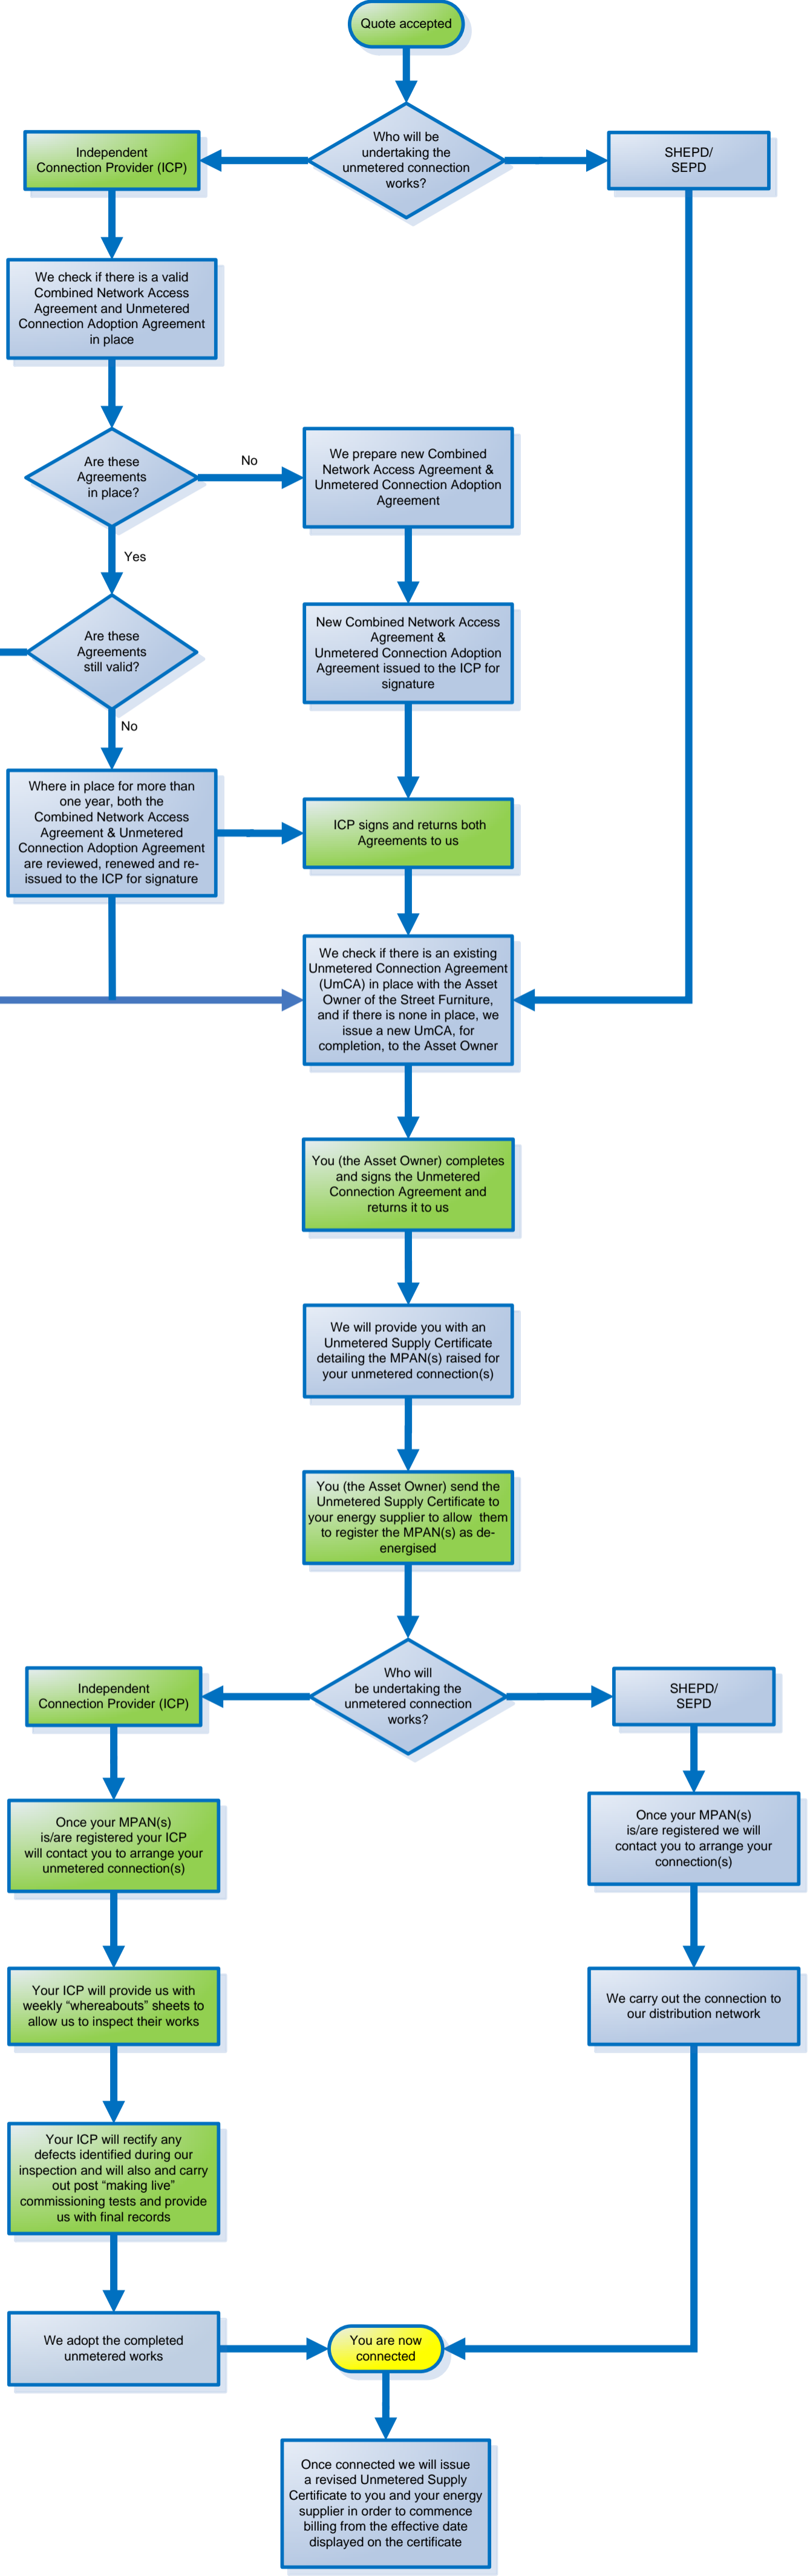 Quote accepted
Who will be
undertaking the
unmetered connection
works?
Independent
Connection Provider (ICP)
SHEPD/
SEPD
We check if there is a valid
Combined Network Access
Agreement and Unmetered
Connection Adoption Agreement
in place
Are these
Agreements
in place?
No
We prepare new Combined
Network Access Agreement &
Unmetered Connection Adoption
Agreement
Yes
Are these
Agreements
still valid?
New Combined Network Access
Agreement &
Unmetered Connection Adoption
Agreement issued to the ICP for
signature
No
Where in place for more than
one year, both the
Combined Network Access
Agreement & Unmetered
Connection Adoption Agreement
are reviewed, renewed and re-
issued to the ICP for signature
ICP signs and returns both
Agreements to us
We check if there is an existing
Unmetered Connection Agreement
(UmCA) in place with the Asset
Owner of the Street Furniture,
and if there is none in place, we
issue a new UmCA, for
completion, to the Asset Owner
You (the Asset Owner) completes
and signs the Unmetered
Connection Agreement and
returns it to us
We will provide you with an
Unmetered Supply Certificate
detailing the MPAN(s) raised for
your unmetered connection(s)
You (the Asset Owner) send the
Unmetered Supply Certificate to
your energy supplier to allow them
to register the MPAN(s) as de-
energised
Who will
be undertaking the
unmetered connection
works?
Independent
Connection Provider (ICP)
SHEPD/
SEPD
Once your MPAN(s)
is/are registered your ICP
will contact you to arrange your
unmetered connection(s)
Once your MPAN(s)
is/are registered we will
contact you to arrange your
connection(s)
Your ICP will provide us with
weekly “whereabouts” sheets to
allow us to inspect their works
We carry out the connection to
our distribution network
Your ICP will rectify any
defects identified during our
inspection and will also and carry
out post “making live”
commissioning tests and provide
us with final records
We adopt the completed
unmetered works
You are now
connected
Once connected we will issue
a revised Unmetered Supply
Certificate to you and your energy
supplier in order to commence
billing from the effective date
displayed on the certificate